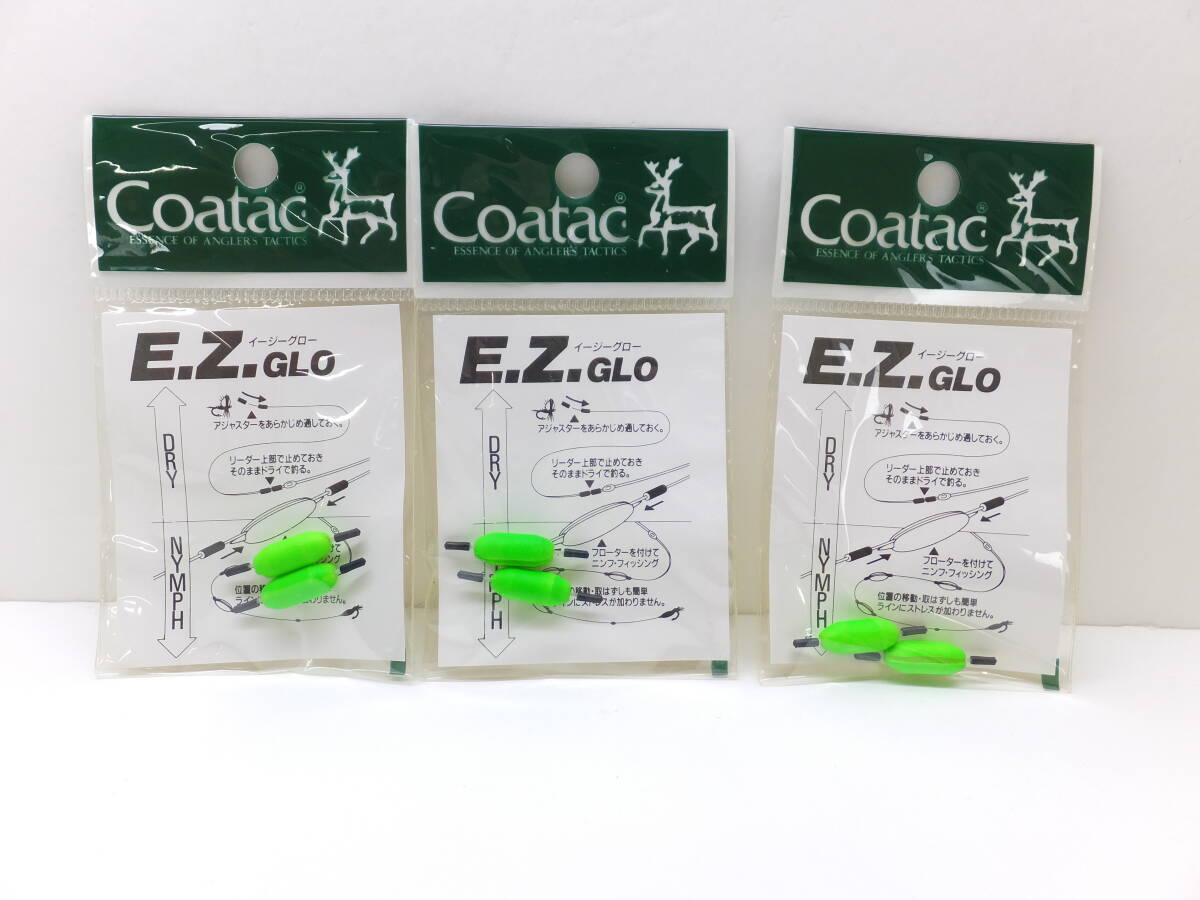 Coatac®
ESSENCE OF ANGLER'S TACTICS
E.Z.GLO
イージーグロー
アジャスターをあらかじめ通しておく。
DRY
リーダー上部で止めておき
そのままドライで釣る。
NYMPH
けて
ッシング
位置の移
加わりません。
Coatac®
ESSENCE OF ANGLER'S TACTICS
E.Z.GLO
イージーグロー
アジャスターをあらかじめ通しておく。
DRY
リーダー上部で止めておき
そのままドライで釣る。
フローターを付けて
ニンフ・フィッシング
PH
移動・取はずしも簡単
ラインにストレスが加わりません。
Coatac®
ESSENCE OF ANGLER'S TACTICS
E.Z.GLO
イージーグロー
アジャスターをあらかじめ通しておく。
DRY
リーダー上部で止めておき
そのままドライで釣る。
NYMPH
フローターを付けて
ニンフ・フィッシング
位置の移動・取はずしも簡単
ラインにストレスが加わりません。